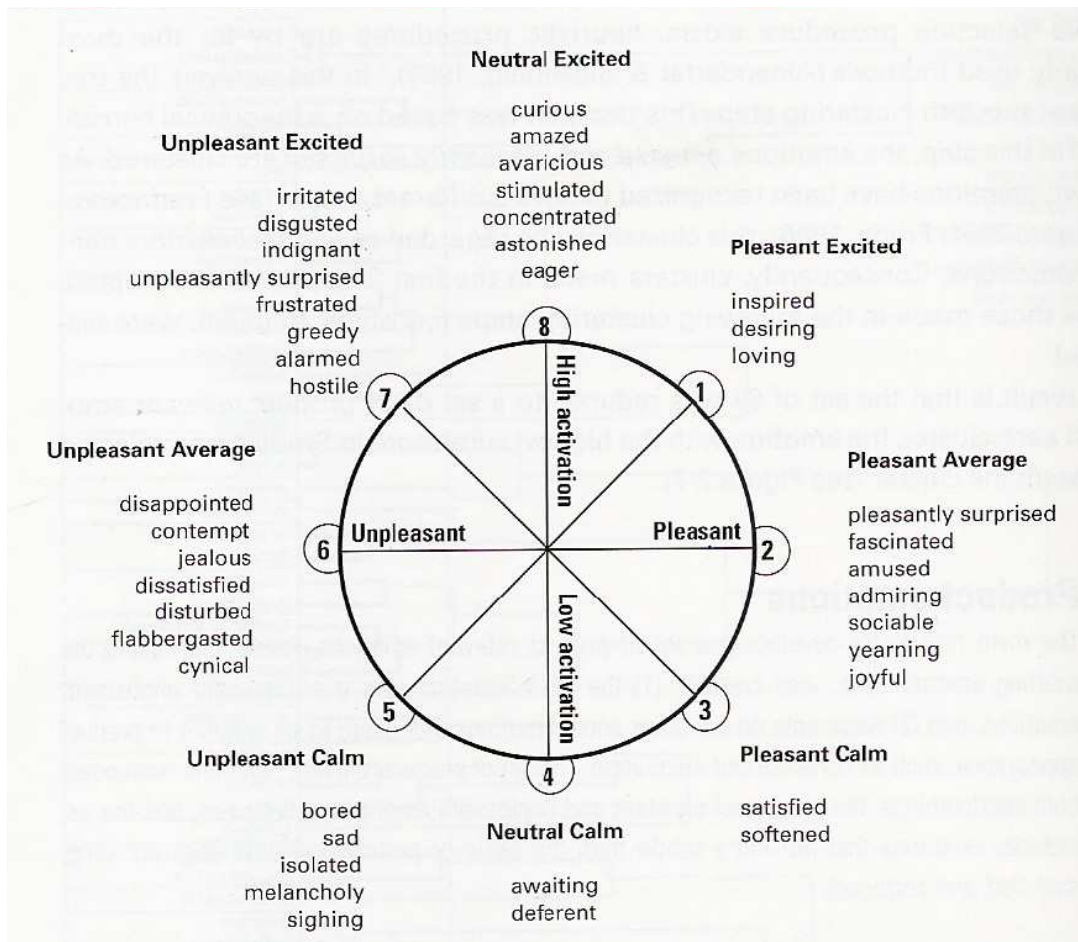 Neutral Excited
curious
amazed
avaricious
stimulated
concentrated
astonished
eager
Unpleasant Excited
irritated
disgusted
indignant
unpleasantly surprised
frustrated
greedy
alarmed
hostile
Pleasant Excited
inspired
desiring
loving
8
1
7
High activation
Unpleasant Average
disappointed
contempt
jealous
dissatisfied
disturbed
flabbergasted
cynical
6
Unpleasant
Pleasant
2
Pleasant Average
pleasantly surprised
fascinated
amused
admiring
sociable
yearning
joyful
Low activation
5
3
4
Unpleasant Calm
bored
sad
isolated
melancholy
sighing
Neutral Calm
awaiting
deferent
Pleasant Calm
satisfied
softened